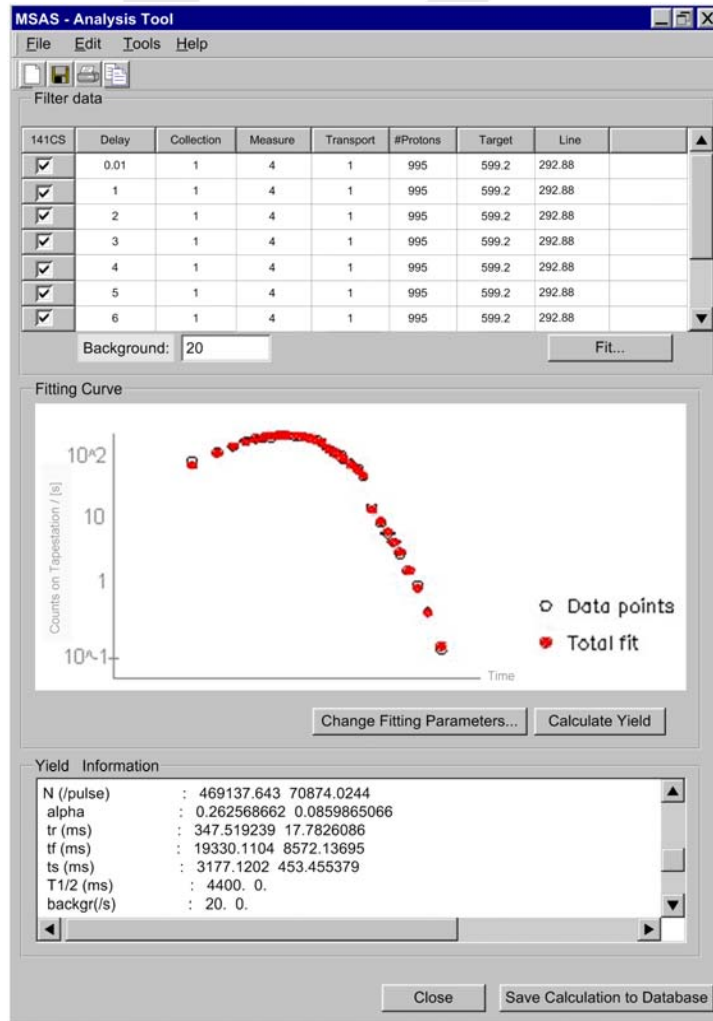 MSAS - Analysis Tool
File Edit Tools Help
Filter data
141CS Delay Collection Measure Transport #Protons Target Line
0.01 1 4 1 995 599.2 292.88
1 1 4 1 995 599.2 292.88
2 1 4 1 995 599.2 292.88
3 1 4 1 995 599.2 292.88
4 1 4 1 995 599.2 292.88
5 1 4 1 995 599.2 292.88
6 1 4 1 995 599.2 292.88
Background: 20 Fit...
Fitting Curve
Counts on Tapestation / [s]
10^2
10
1
10^-1
Time
Data points
Total fit
Change Fitting Parameters... Calculate Yield
Yield Information
N (/pulse) : 469137.643 70874.0244
alpha : 0.262568662 0.0859865066
tr (ms) : 347.519239 17.7826086
tf (ms) : 19330.1104 8572.13695
ts (ms) : 3177.1202 453.455379
T1/2 (ms) : 4400. 0.
backgr(/s) : 20. 0.
Close Save Calculation to Database